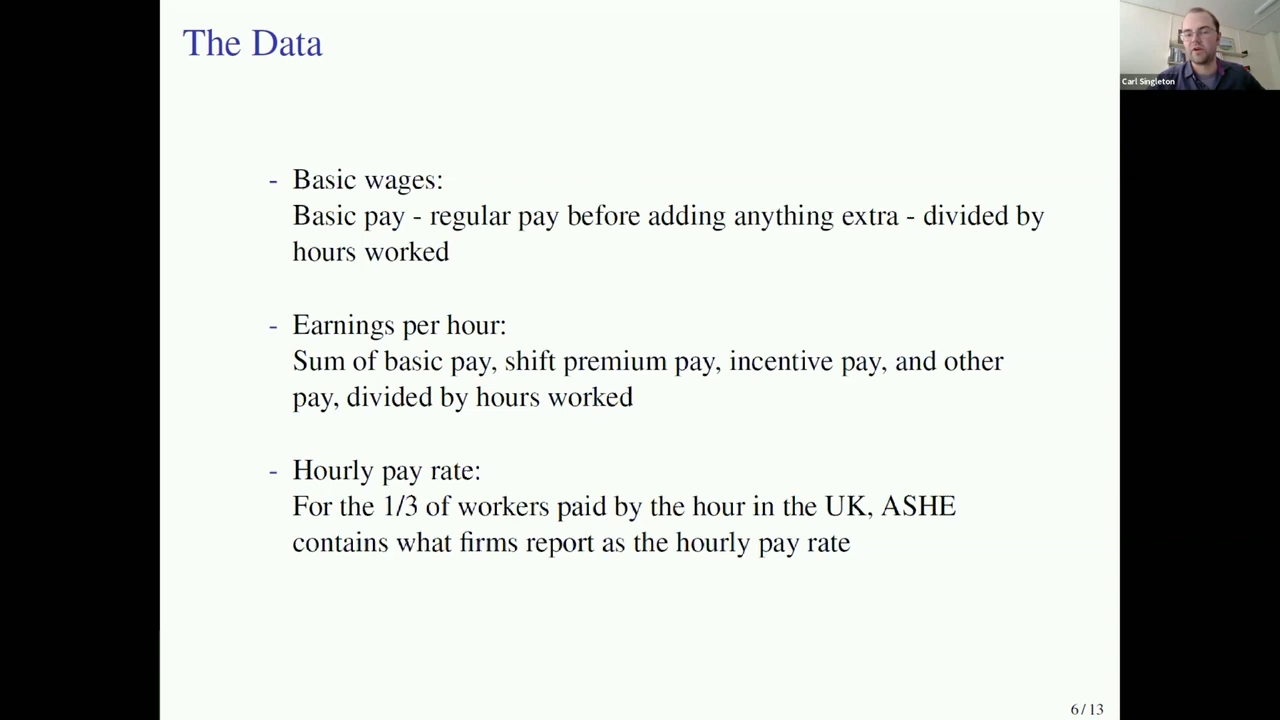 The Data
Carl Singleton
- Basic wages:
Basic pay - regular pay before adding anything extra - divided by
hours worked
- Earnings per hour:
Sum of basic pay, shift premium pay, incentive pay, and other
pay, divided by hours worked
- Hourly pay rate:
For the 1/3 of workers paid by the hour in the UK, ASHE
contains what firms report as the hourly pay rate
6 / 13